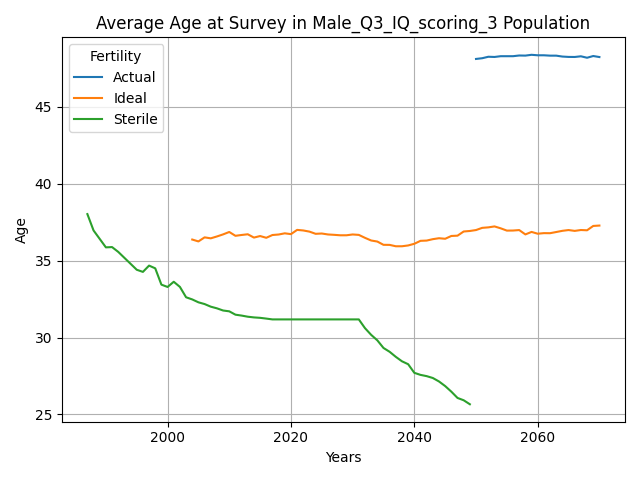 Average Age at Survey in Male_Q3_IQ_scoring_3 Population
Fertility
Actual
Ideal
Sterile
45
40
35
30
25
Age
2000
2020
2040
2060
Years